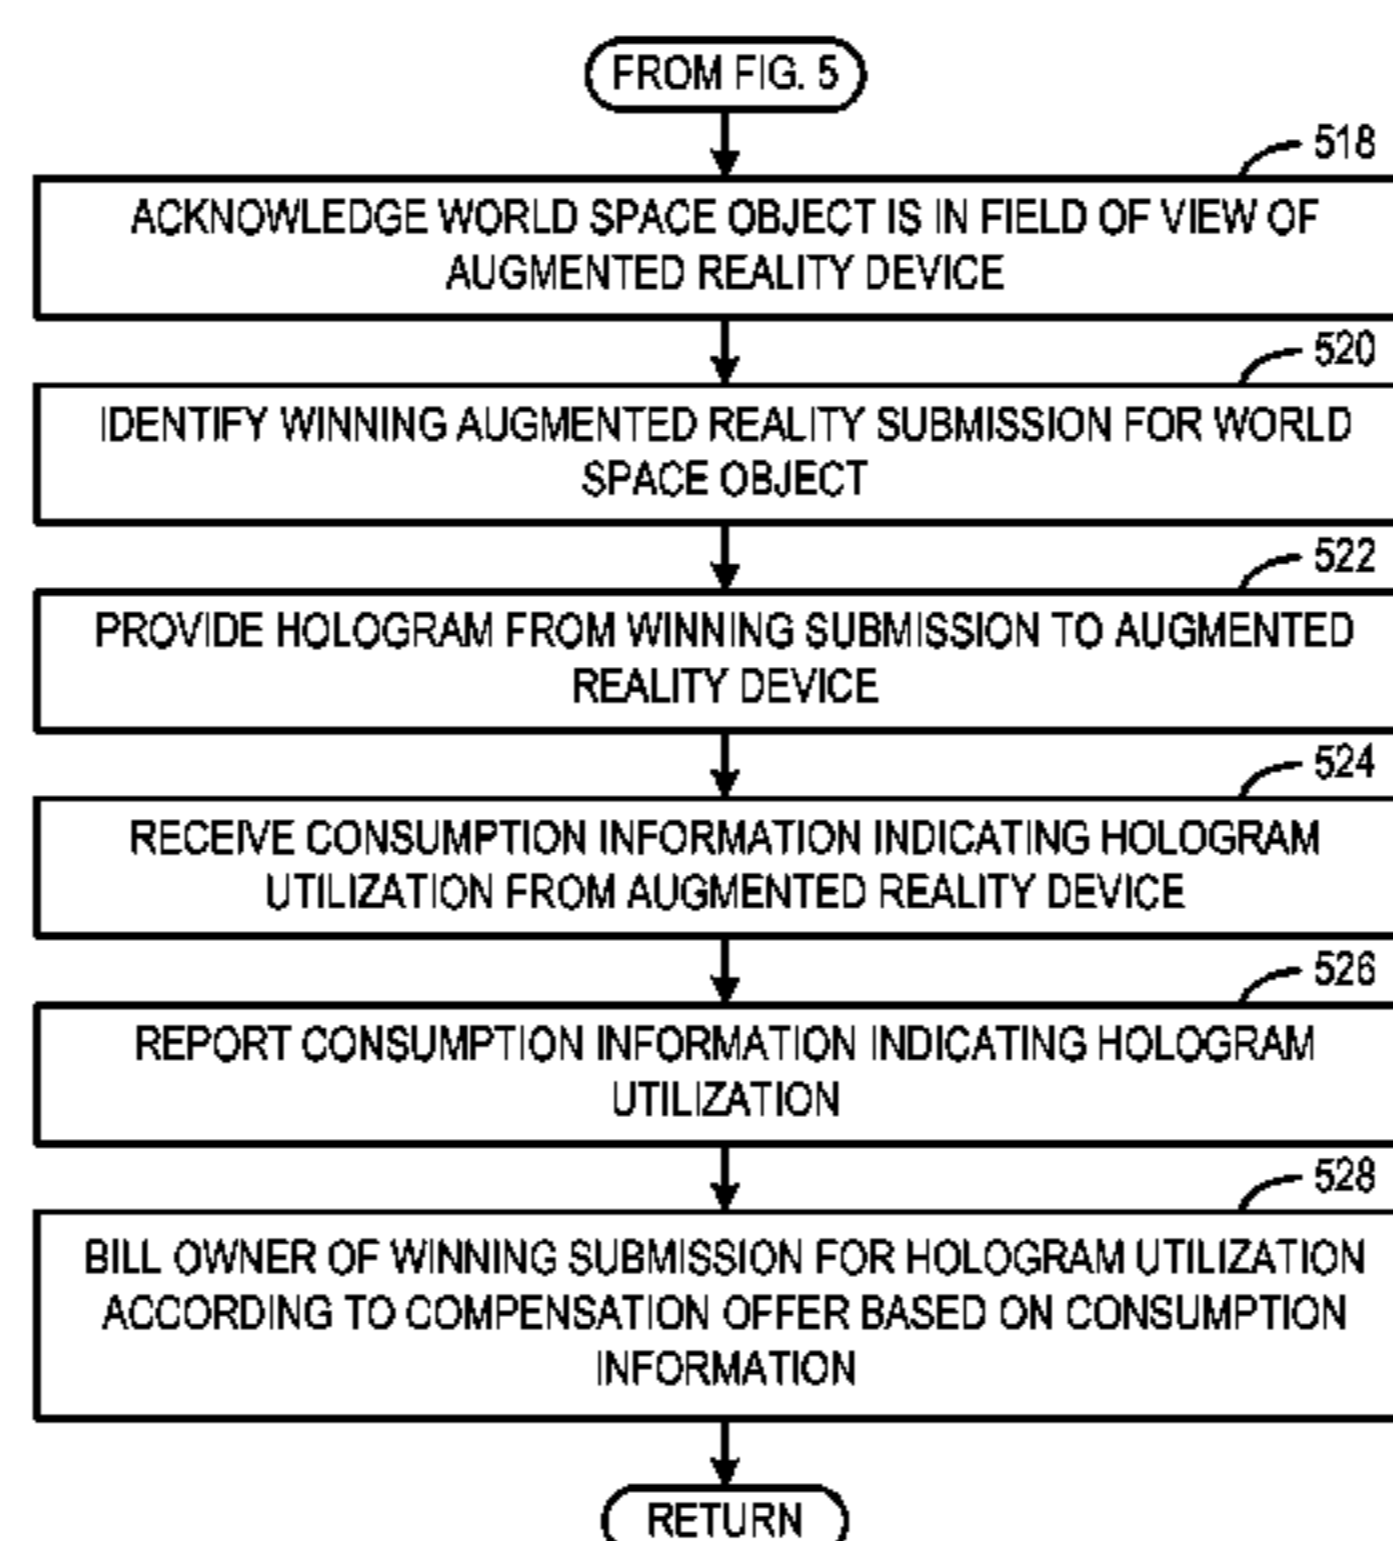 FROM FIG. 5
518
ACKNOWLEDGE WORLD SPACE OBJECT IS IN FIELD OF VIEW OF
AUGMENTED REALITY DEVICE
520
IDENTIFY WINNING AUGMENTED REALITY SUBMISSION FOR WORLD
SPACE OBJECT
522
PROVIDE HOLOGRAM FROM WINNING SUBMISSION TO AUGMENTED
REALITY DEVICE
524
RECEIVE CONSUMPTION INFORMATION INDICATING HOLOGRAM
UTILIZATION FROM AUGMENTED REALITY DEVICE
526
REPORT CONSUMPTION INFORMATION INDICATING HOLOGRAM
UTILIZATION
528
BILL OWNER OF WINNING SUBMISSION FOR HOLOGRAM UTILIZATION
ACCORDING TO COMPENSATION OFFER BASED ON CONSUMPTION
INFORMATION
RETURN